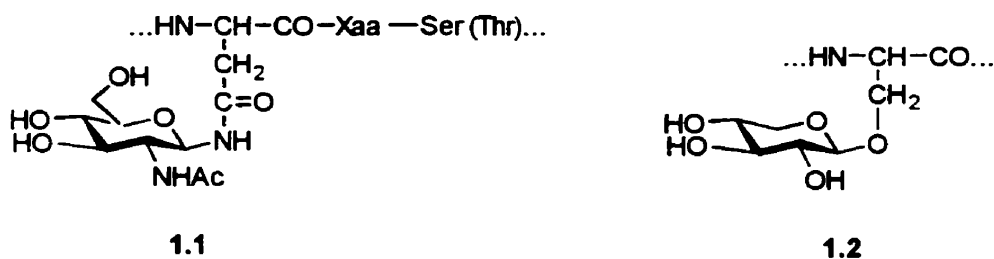 ...HN-CH-CO-Xaa-Ser(Thr)...
CH2
C=O
NH
OH
O
HO
HO
NHAc
1.1
...HN-CH-CO...
CH2
O
O
HO
HO
OH
1.2